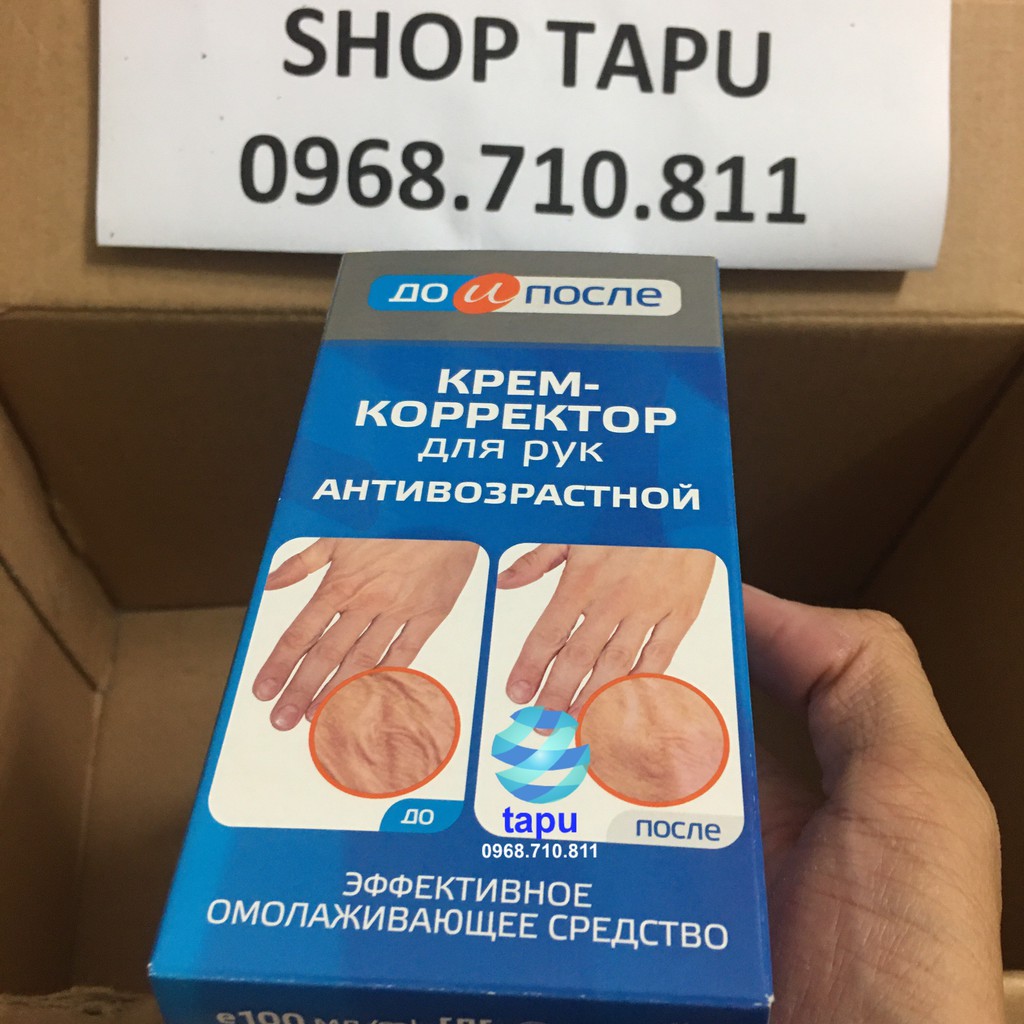 SHOP TAPU
0968.710.811
ДО и ПОСЛЕ
КРЕМ-
КОРРЕКТОР
для рук
АНТИВОЗРАСТНОЙ
ДО
ПОСЛЕ
tapu
0968.710.811
ЭФФЕКТИВНОЕ
ОМОЛАЖИВАЮЩЕЕ СРЕДСТВО
e100